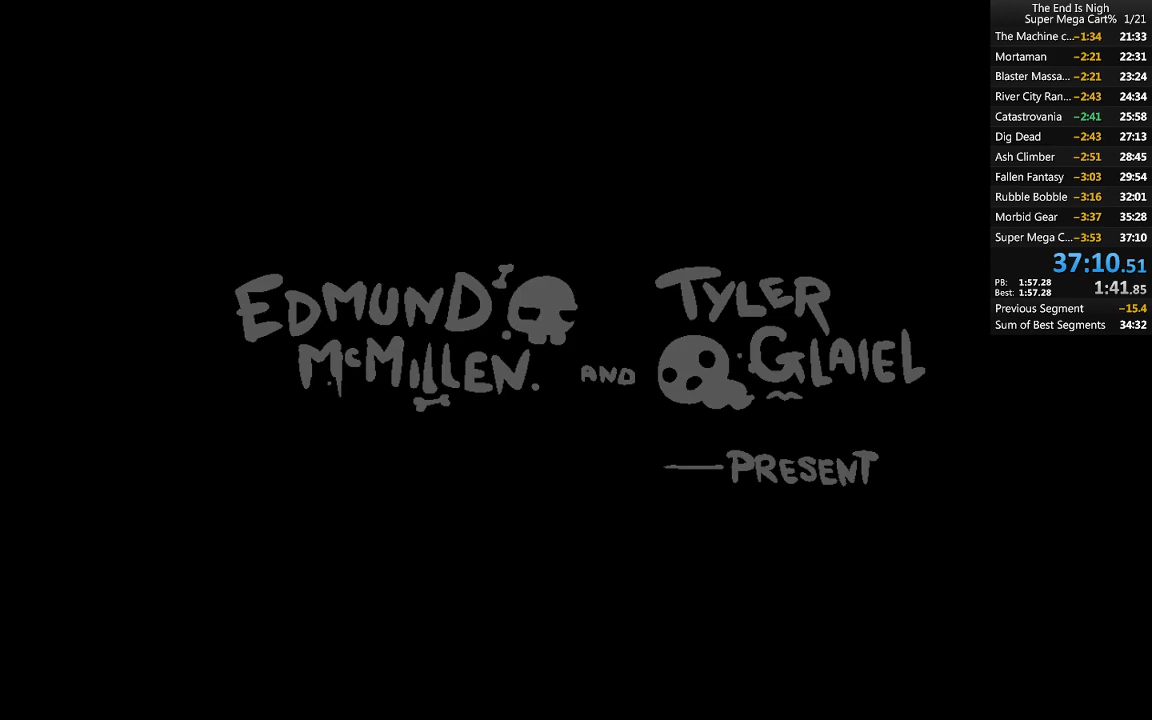 EDMUND
McMILLEN. AND
TYLER
GLAIEL
PRESENT
The End Is Nigh
Super Mega Cart% 1/21
The Machine c... −1:34 21:33
Mortaman −2:21 22:31
Blaster Massa... −2:21 23:24
River City Ran... −2:43 24:34
Catastrovania −2:41 25:58
Dig Dead −2:43 27:13
Ash Climber −2:51 28:45
Fallen Fantasy −3:03 29:54
Rubble Bobble −3:16 32:01
Morbid Gear −3:37 35:28
Super Mega C... −3:53 37:10
37:10.51
PB: 1:57.28
Best: 1:57.28
1:41.85
Previous Segment −15.4
Sum of Best Segments 34:32